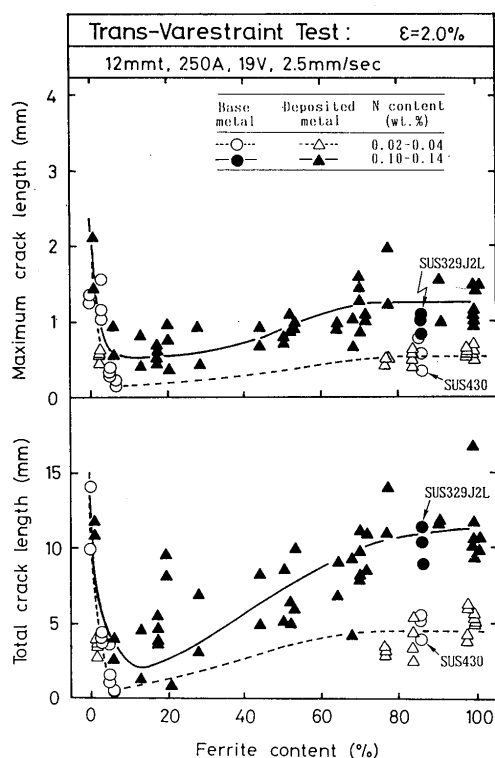 Trans-Varestraint Test : ε=2.0%
12mmt, 250A, 19V, 2.5mm/sec
Base metal Deposited metal N content (wt.%)
0.02-0.04
0.10-0.14
Maximum crack length (mm)
4
3
2
1
0
SUS329J2L
SUS430
Total crack length (mm)
15
10
5
0
SUS329J2L
SUS430
0 20 40 60 80 100
Ferrite content (%)